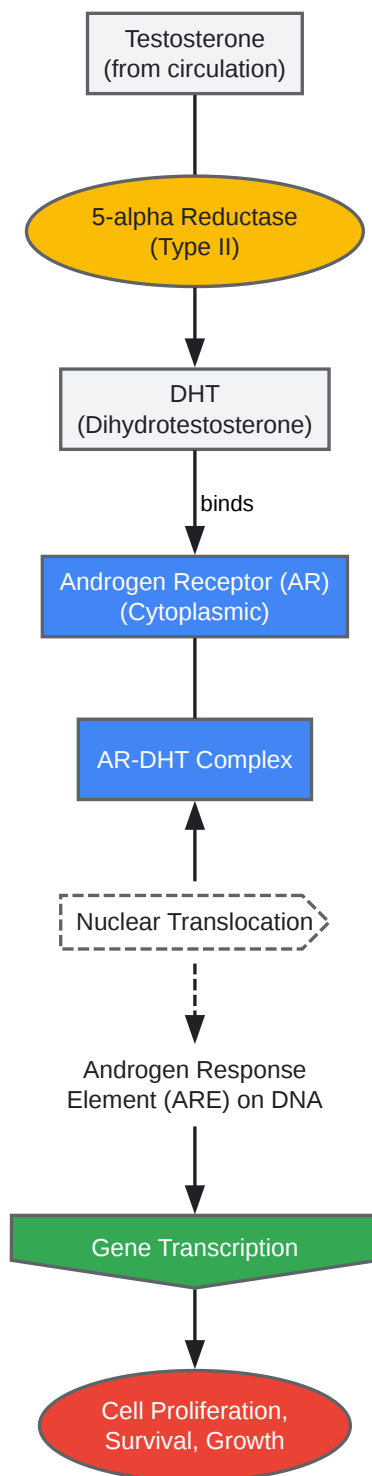 Testosterone
(from circulation)
5-alpha Reductase
(Type II)
DHT
(Dihydrotestosterone)
binds
Androgen Receptor (AR)
(Cytoplasmic)
AR-DHT Complex
Nuclear Translocation
Androgen Response
Element (ARE) on DNA
Gene Transcription
Cell Proliferation,
Survival, Growth